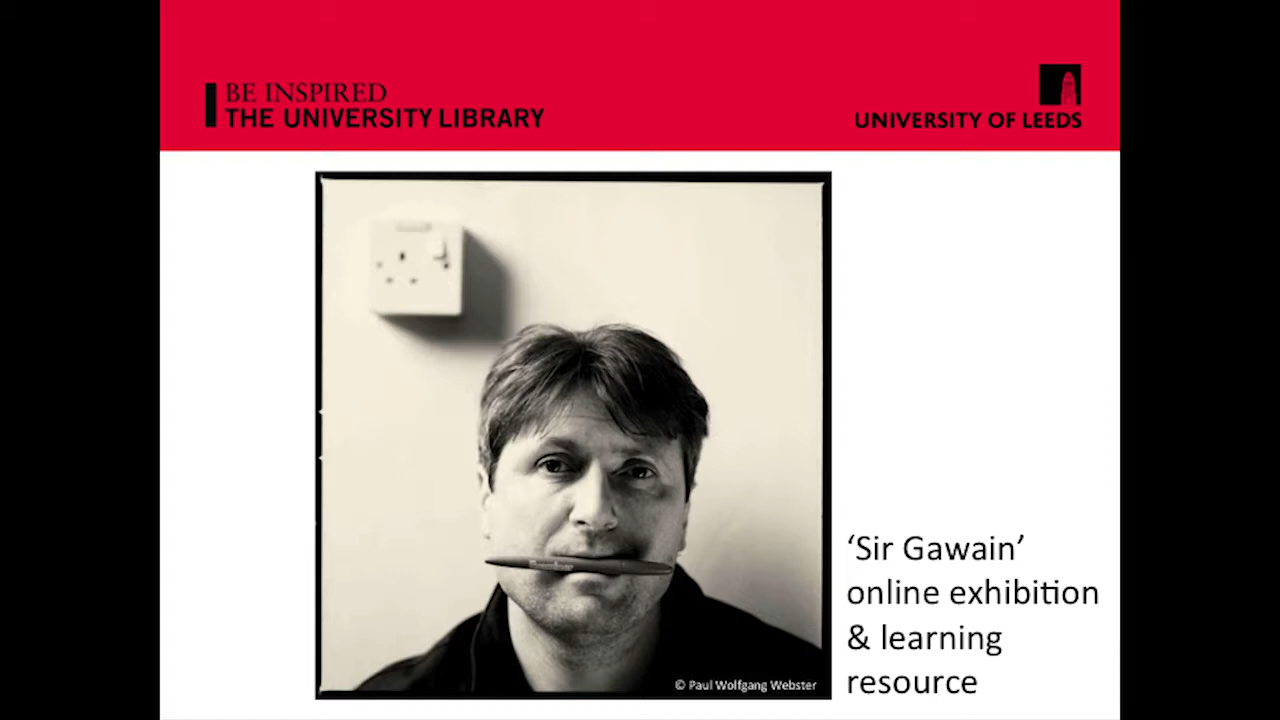 BE INSPIRED
THE UNIVERSITY LIBRARY
UNIVERSITY OF LEEDS
© Paul Wolfgang Webster
‘Sir Gawain’
online exhibition
& learning
resource